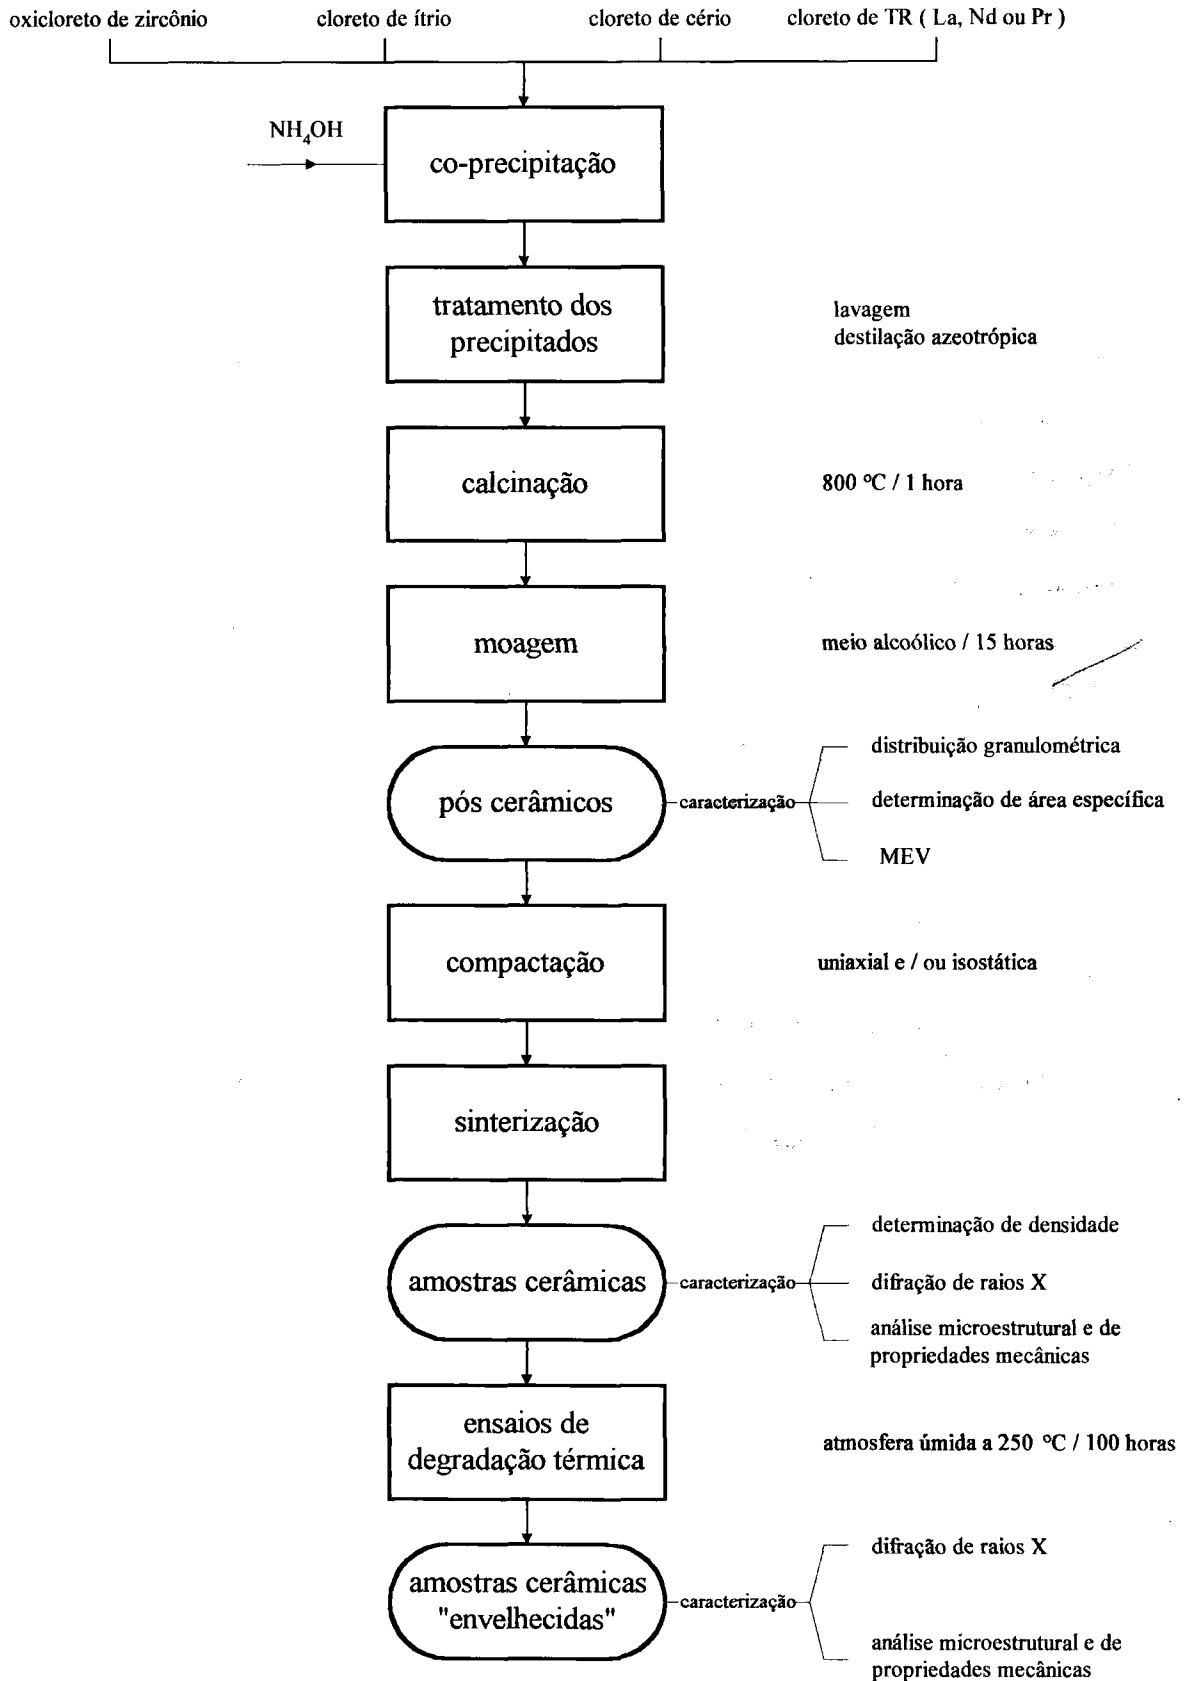 oxicloreto de zircônio cloreto de ítrio cloreto de cério cloreto de TR ( La, Nd ou Pr )
NH4OH
co-precipitação
tratamento dos
precipitados
lavagem
destilação azeotrópica
calcinação
800 °C / 1 hora
moagem
meio alcoólico / 15 horas
pós cerâmicos
caracterização
distribuição granulométrica
determinação de área específica
MEV
compactação
uniaxial e / ou isostática
sinterização
amostras cerâmicas
caracterização
determinação de densidade
difração de raios X
análise microestrutural e de
propriedades mecânicas
ensaios de
degradação térmica
atmosfera úmida a 250 °C / 100 horas
amostras cerâmicas
"envelhecidas"
caracterização
difração de raios X
análise microestrutural e de
propriedades mecânicas